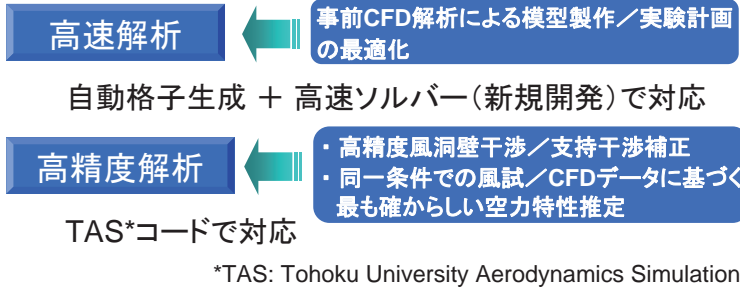 高速解析
事前CFD解析による模型製作／実験計画
の最適化
自動格子生成 ＋ 高速ソルバー（新規開発）で対応
高精度解析
・ 高精度風洞壁干渉／支持干渉補正
・ 同一条件での風試／CFDデータに基づく
最も確からしい空力特性推定
TAS*コードで対応
*TAS: Tohoku University Aerodynamics Simulation